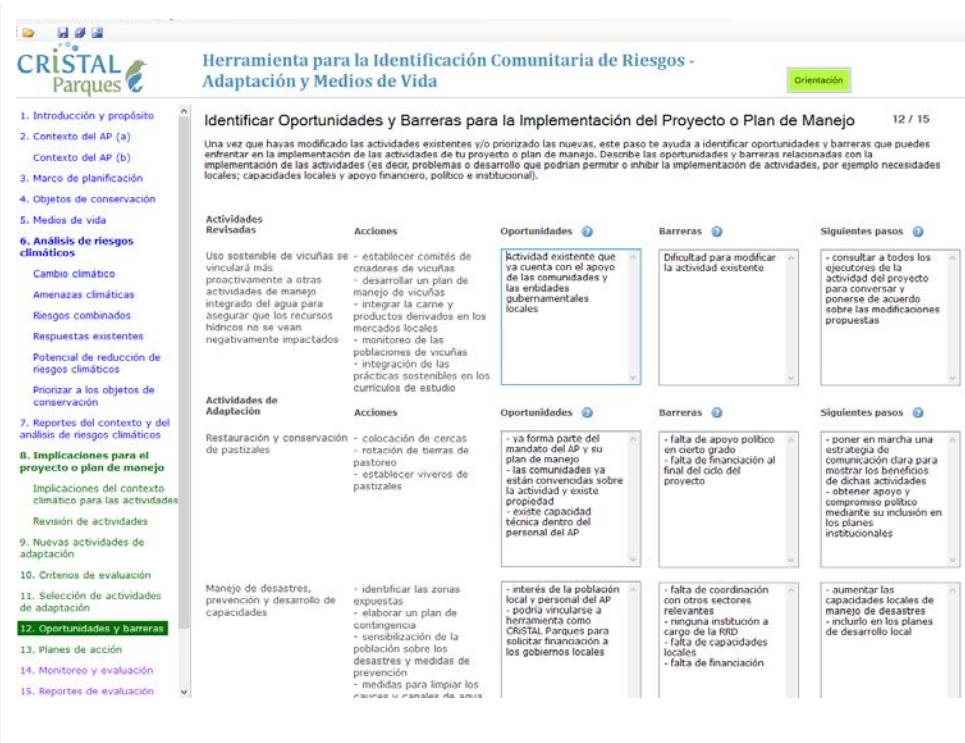 CRiSTAL
Parques
Herramienta para la Identificación Comunitaria de Riesgos -
Adaptación y Medios de Vida
Orientación
1. Introducción y propósito
2. Contexto del AP (a)
Contexto del AP (b)
3. Marco de planificación
4. Objetos de conservación
5. Medios de vida
6. Análisis de riesgos
climáticos
Cambio climático
Amenazas climáticas
Riesgos combinados
Respuestas existentes
Potencial de reducción de
riesgos climáticos
Priorizar a los objetos de
conservación
7. Reportes del contexto y del
análisis de riesgos climáticos
8. Implicaciones para el
proyecto o plan de manejo
Implicaciones del contexto
climático para las actividades
Revisión de actividades
9. Nuevas actividades de
adaptación
10. Criterios de evaluación
11. Selección de actividades
de adaptación
12. Oportunidades y barreras
13. Planes de acción
14. Monitoreo y evaluación
15. Reportes de evaluación
Identificar Oportunidades y Barreras para la Implementación del Proyecto o Plan de Manejo
12 / 15
Una vez que hayas modificado las actividades existentes y/o priorizado las nuevas, este paso te ayuda a identificar oportunidades y barreras que puedes
enfrentar en la implementación de las actividades de tu proyecto o plan de manejo. Describe las oportunidades y barreras relacionadas con la
implementación de las actividades (es decir, problemas o desarrollo que podrían permitir o inhibir la implementación de actividades, por ejemplo necesidades
locales; capacidades locales y apoyo financiero, político e institucional).
Actividades
Revisadas
Acciones
Oportunidades
Barreras
Siguientes pasos
Uso sostenible de vicuñas se
vinculará más
proactivamente a otras
actividades de manejo
integrado del agua para
asegurar que los recursos
hídricos no se vean
negativamente impactados
- establecer comités de
criadores de vicuñas
- desarrollar un plan de
manejo de vicuñas
- integrar la carne y
productos derivados en los
mercados locales
- monitoreo de las
poblaciones de vicuñas
- integración de las
prácticas sostenibles en los
currículos de estudio
Actividad existente que
ya cuenta con el apoyo
de las comunidades y
las entidades
gubernamentales
locales
Dificultad para modificar
la actividad existente
- consultar a todos los
ejecutores de la
actividad del proyecto
para conversar y
ponerse de acuerdo
sobre las modificaciones
propuestas
Actividades de
Adaptación
Acciones
Oportunidades
Barreras
Siguientes pasos
Restauración y conservación
de pastizales
- colocación de cercas
- rotación de tierras de
pastoreo
- establecer viveros de
pastizales
- ya forma parte del
mandato del AP y su
plan de manejo
- las comunidades ya
están convencidas sobre
la actividad y existe
propiedad
- existe capacidad
técnica dentro del
personal del AP
- falta de apoyo político
en cierto grado
- falta de financiación al
final del ciclo del
proyecto
- poner en marcha una
estrategia de
comunicación clara para
mostrar los beneficios
de dichas actividades
- obtener apoyo y
compromiso político
mediante su inclusión en
los planes
institucionales
Manejo de desastres,
prevención y desarrollo de
capacidades
- identificar las zonas
expuestas
- elaborar un plan de
contingencia
- sensibilización de la
población sobre los
desastres y medidas de
prevención
- medidas para limpiar los
cauces y canales de agua
- interés de la población
local y personal del AP
- podría vincularse a
herramienta como
CRiSTAL Parques para
solicitar financiación a
los gobiernos locales
- falta de coordinación
con otros sectores
relevantes
- ninguna institución a
cargo de la RRD
- falta de capacidades
locales
- falta de financiación
- aumentar las
capacidades locales de
manejo de desastres
- incluirlo en los planes
de desarrollo local